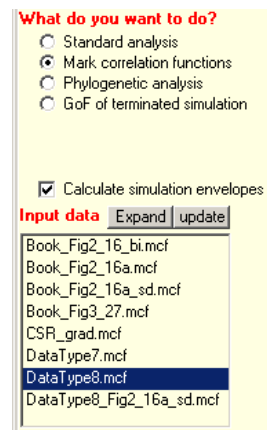 What do you want to do?
Standard analysis
Mark correlation functions
Phylogenetic analysis
GoF of terminated simulation
Calculate simulation envelopes
Input data Expand update
Book_Fig2_16_bi.mcf
Book_Fig2_16a.mcf
Book_Fig2_16a_sd.mcf
Book_Fig3_27.mcf
CSR_grad.mcf
DataType7.mcf
DataType8.mcf
DataType8_Fig2_16a_sd.mcf